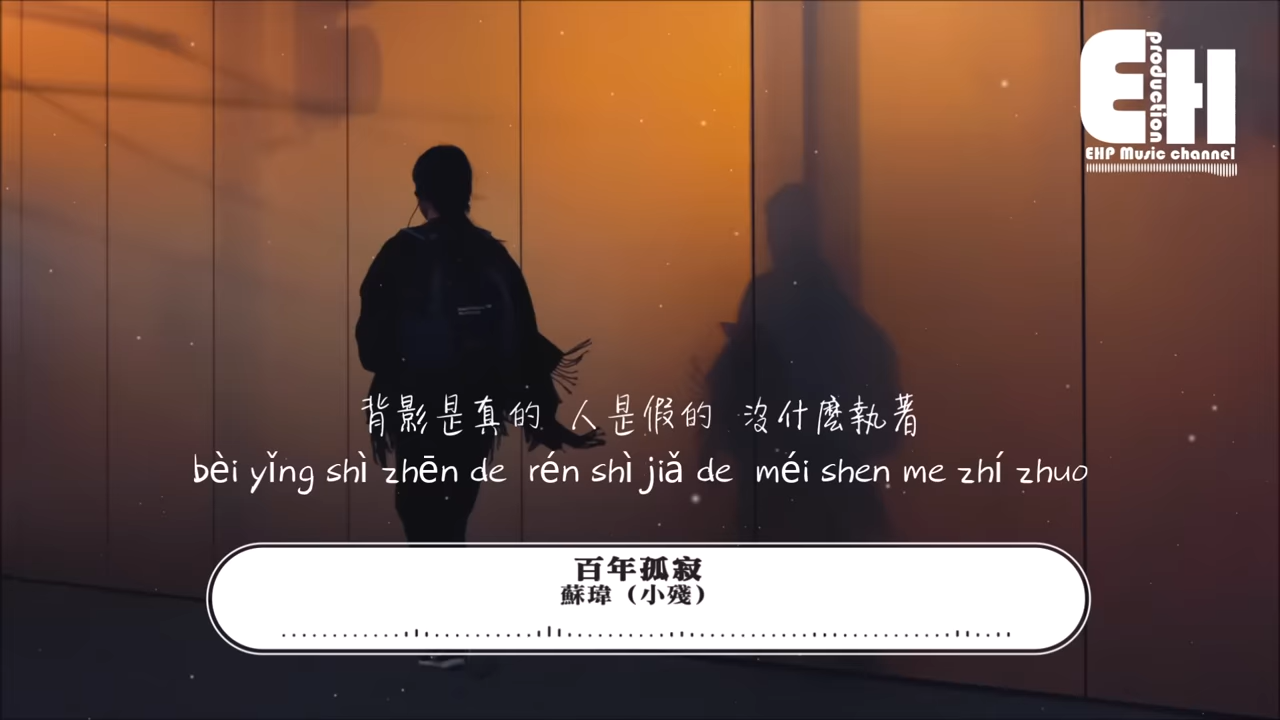 EH
production
EHP Music channel
背影是真的 人是假的 沒什麼執著
bèi yǐng shì zhēn de rén shì jiǎ de méi shen me zhí zhuo
百年孤寂
蘇瑋（小殘）